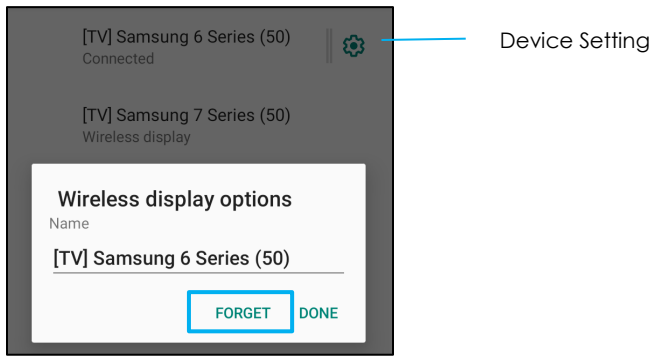 [TV] Samsung 6 Series (50)
Connected
Device Setting
[TV] Samsung 7 Series (50)
Wireless display
Wireless display options
Name
[TV] Samsung 6 Series (50)
FORGET DONE